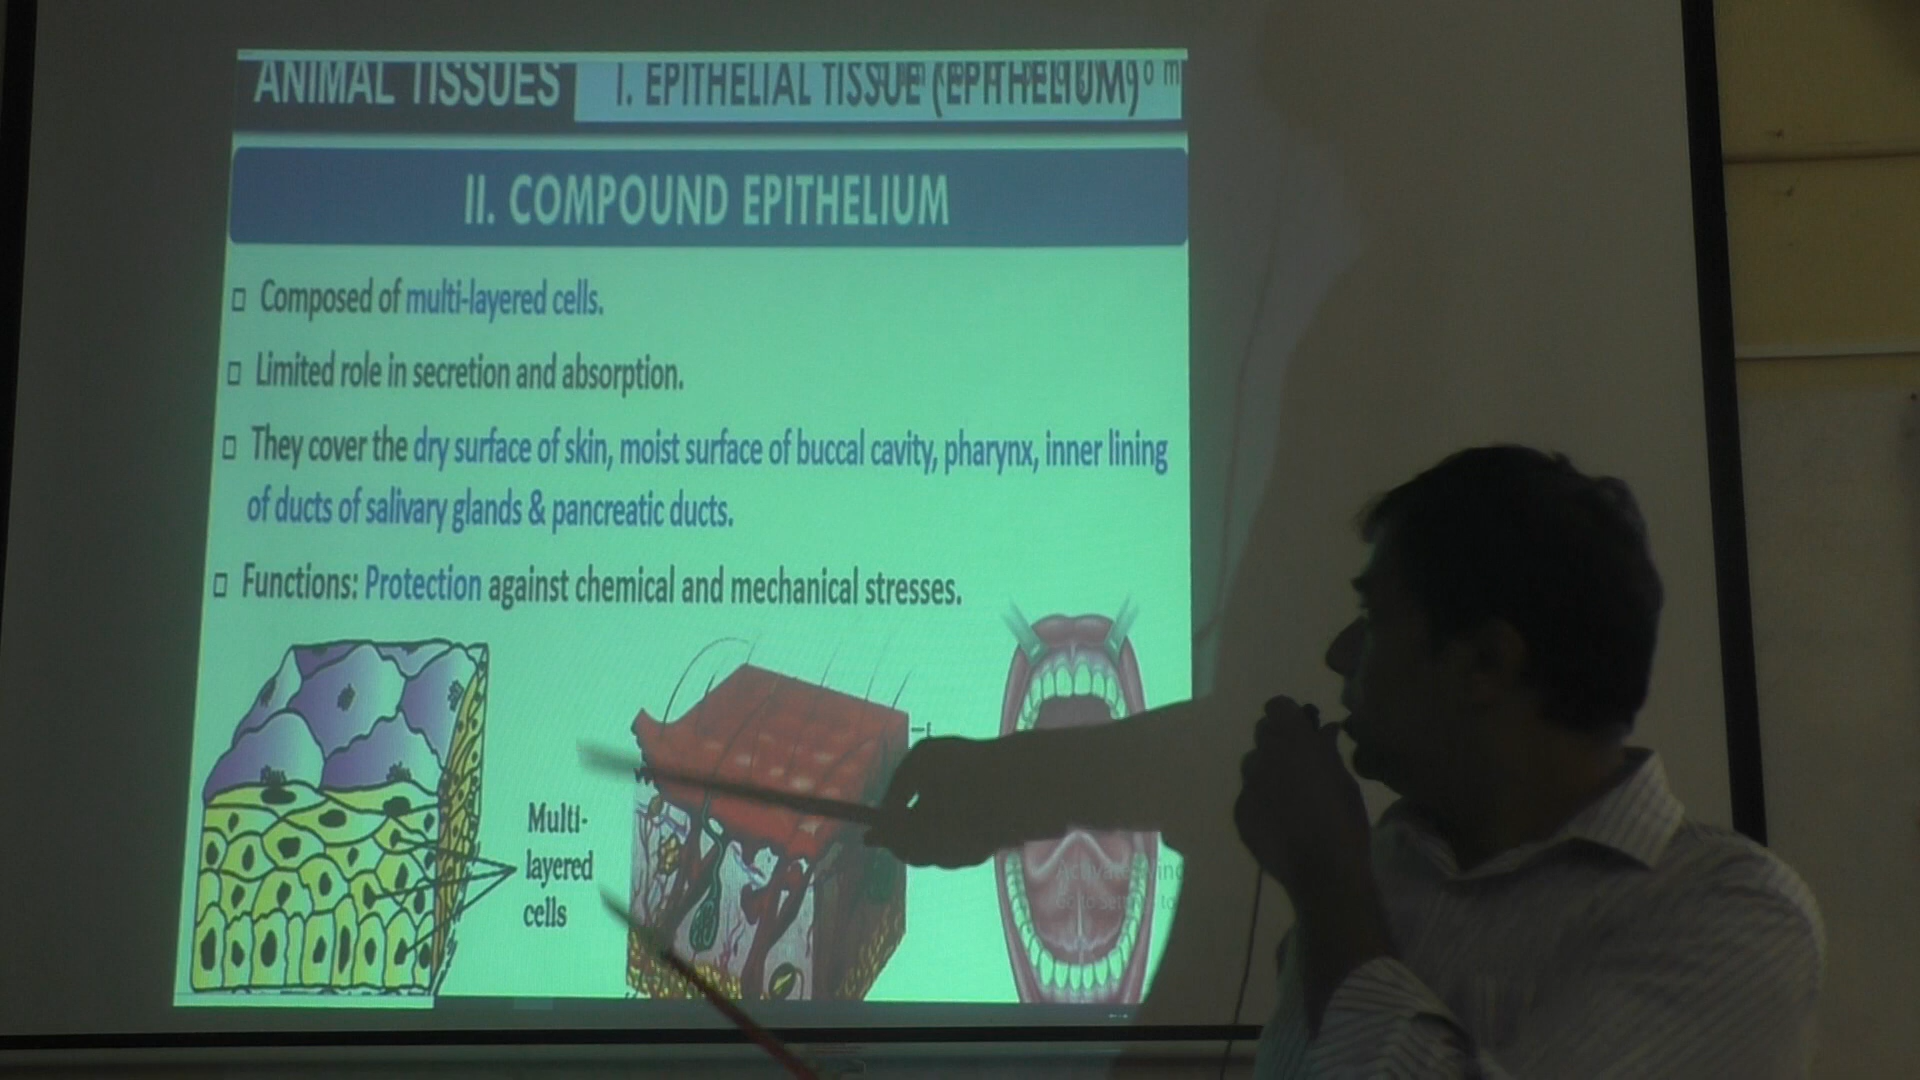 ANIMAL TISSUES I. EPITHELIAL TISSUE (EPITHELIUM)
II. COMPOUND EPITHELIUM
Composed of multi-layered cells.
Limited role in secretion and absorption.
They cover the dry surface of skin, moist surface of buccal cavity, pharynx, inner lining
of ducts of salivary glands & pancreatic ducts.
Functions: Protection against chemical and mechanical stresses.
Multi-
layered
cells